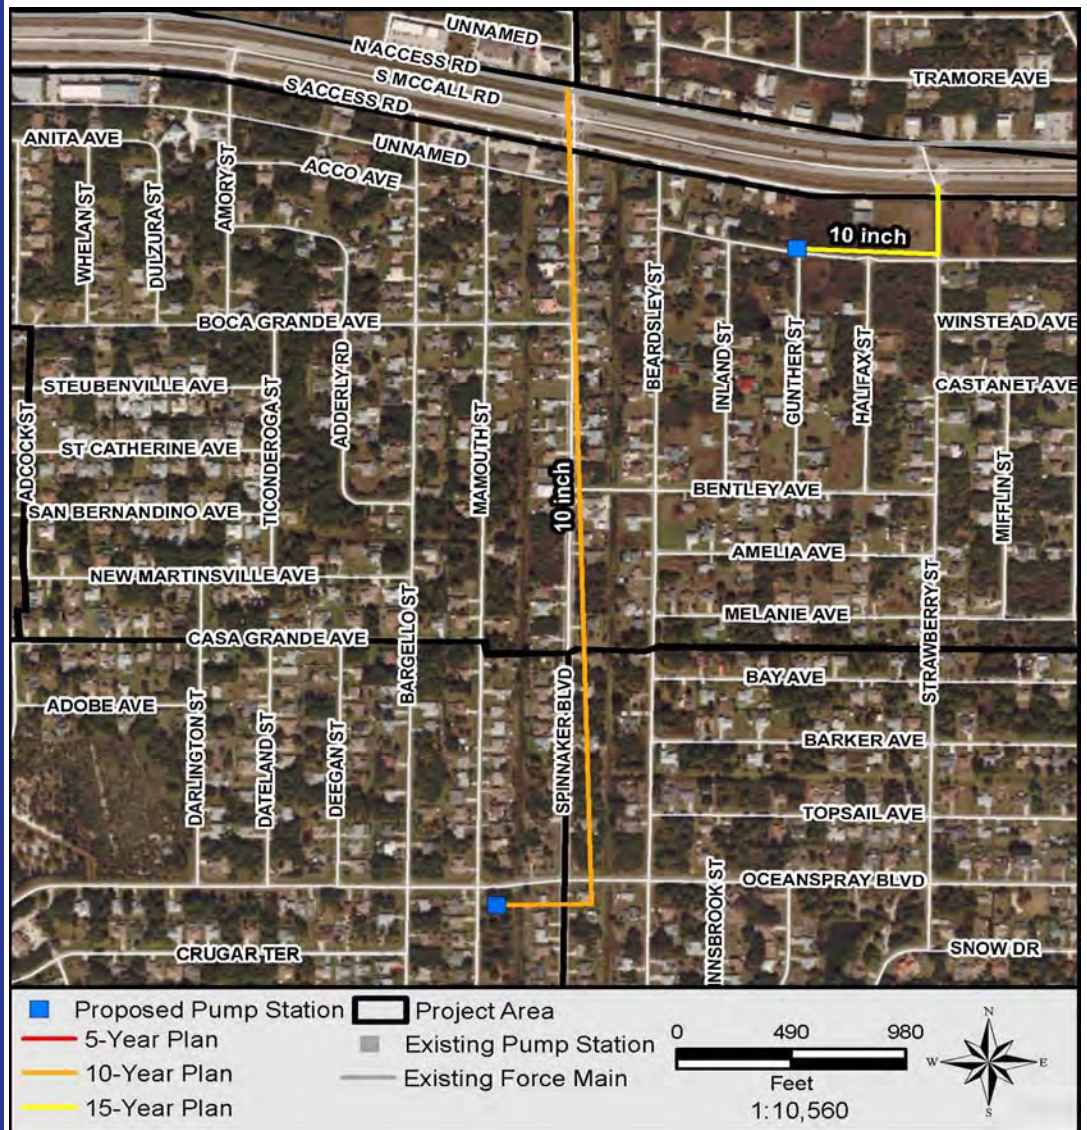 UNNAMED
N ACCESS RD
S MCCALL RD
S ACCESS RD
TRAMORE AVE
ANITA AVE
UNNAMED
ACCO AVE
AMORY ST
WHELAN ST
DULZURA ST
10 inch
BOCA GRANDE AVE
WINSTEAD AVE
BEARDSLEY ST
INLAND ST
GUNTHER ST
HALIFAX ST
STEUBENVILLE AVE
CASTANET AVE
ADDERLY RD
ADCOCK ST
ST CATHERINE AVE
TICONDEROGA ST
MAMOUTH ST
10 inch
MIFFLIN ST
BENTLEY AVE
SAN BERNANDINO AVE
AMELIA AVE
NEW MARTINSVILLE AVE
MELANIE AVE
STRAWBERRY ST
BARGELLO ST
CASA GRANDE AVE
BAY AVE
ADOBE AVE
SPINNAKER BLVD
BARKER AVE
DARLINGTON ST
DATELAND ST
DEEGAN ST
TOPSAIL AVE
OCEANSPRAY BLVD
NNSBROOK ST
CRUGAR TER
SNOW DR
Proposed Pump Station
5-Year Plan
10-Year Plan
15-Year Plan
Project Area
Existing Pump Station
Existing Force Main
0 490 980
Feet
1:10,560
N
W E
S